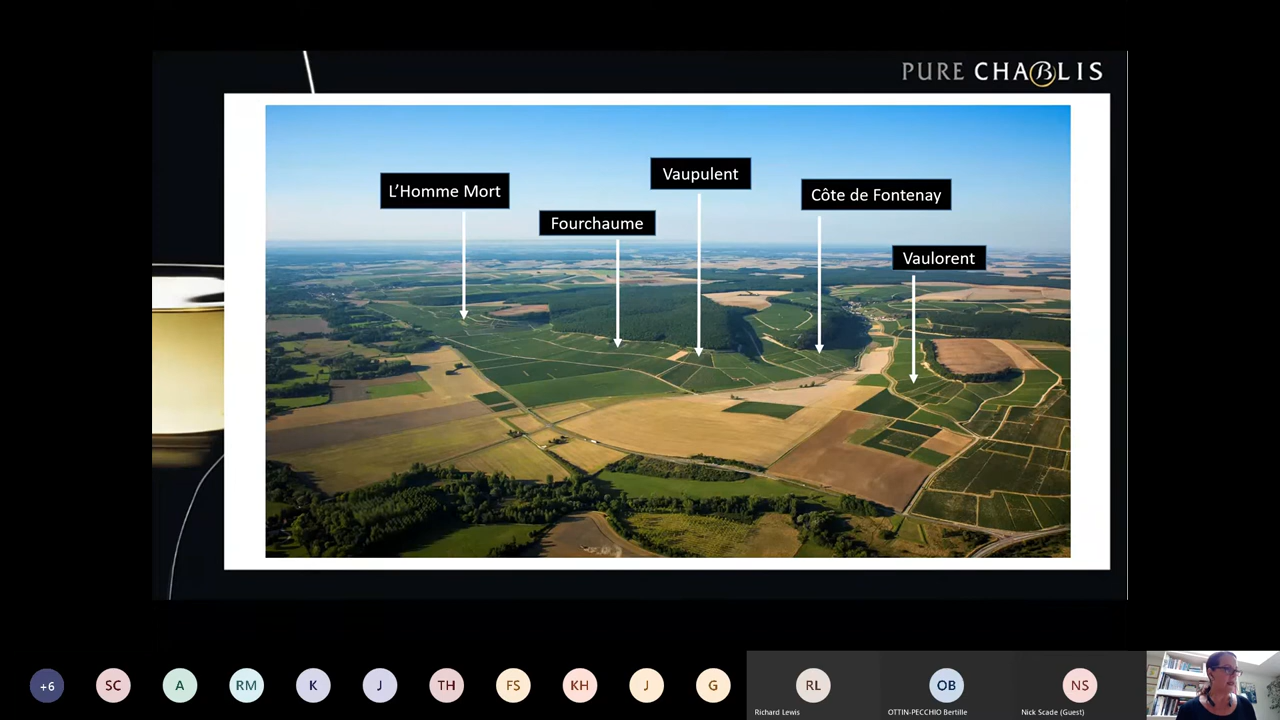 PURE CHABLIS
L'Homme Mort
Fourchaume
Vaupulent
Côte de Fontenay
Vaulorent
+6
SC
A
RM
K
J
TH
FS
KH
J
G
RL
OB
NS
Richard Lewis
OTTIN-PECCHIO Bertille
Nick Scade (Guest)